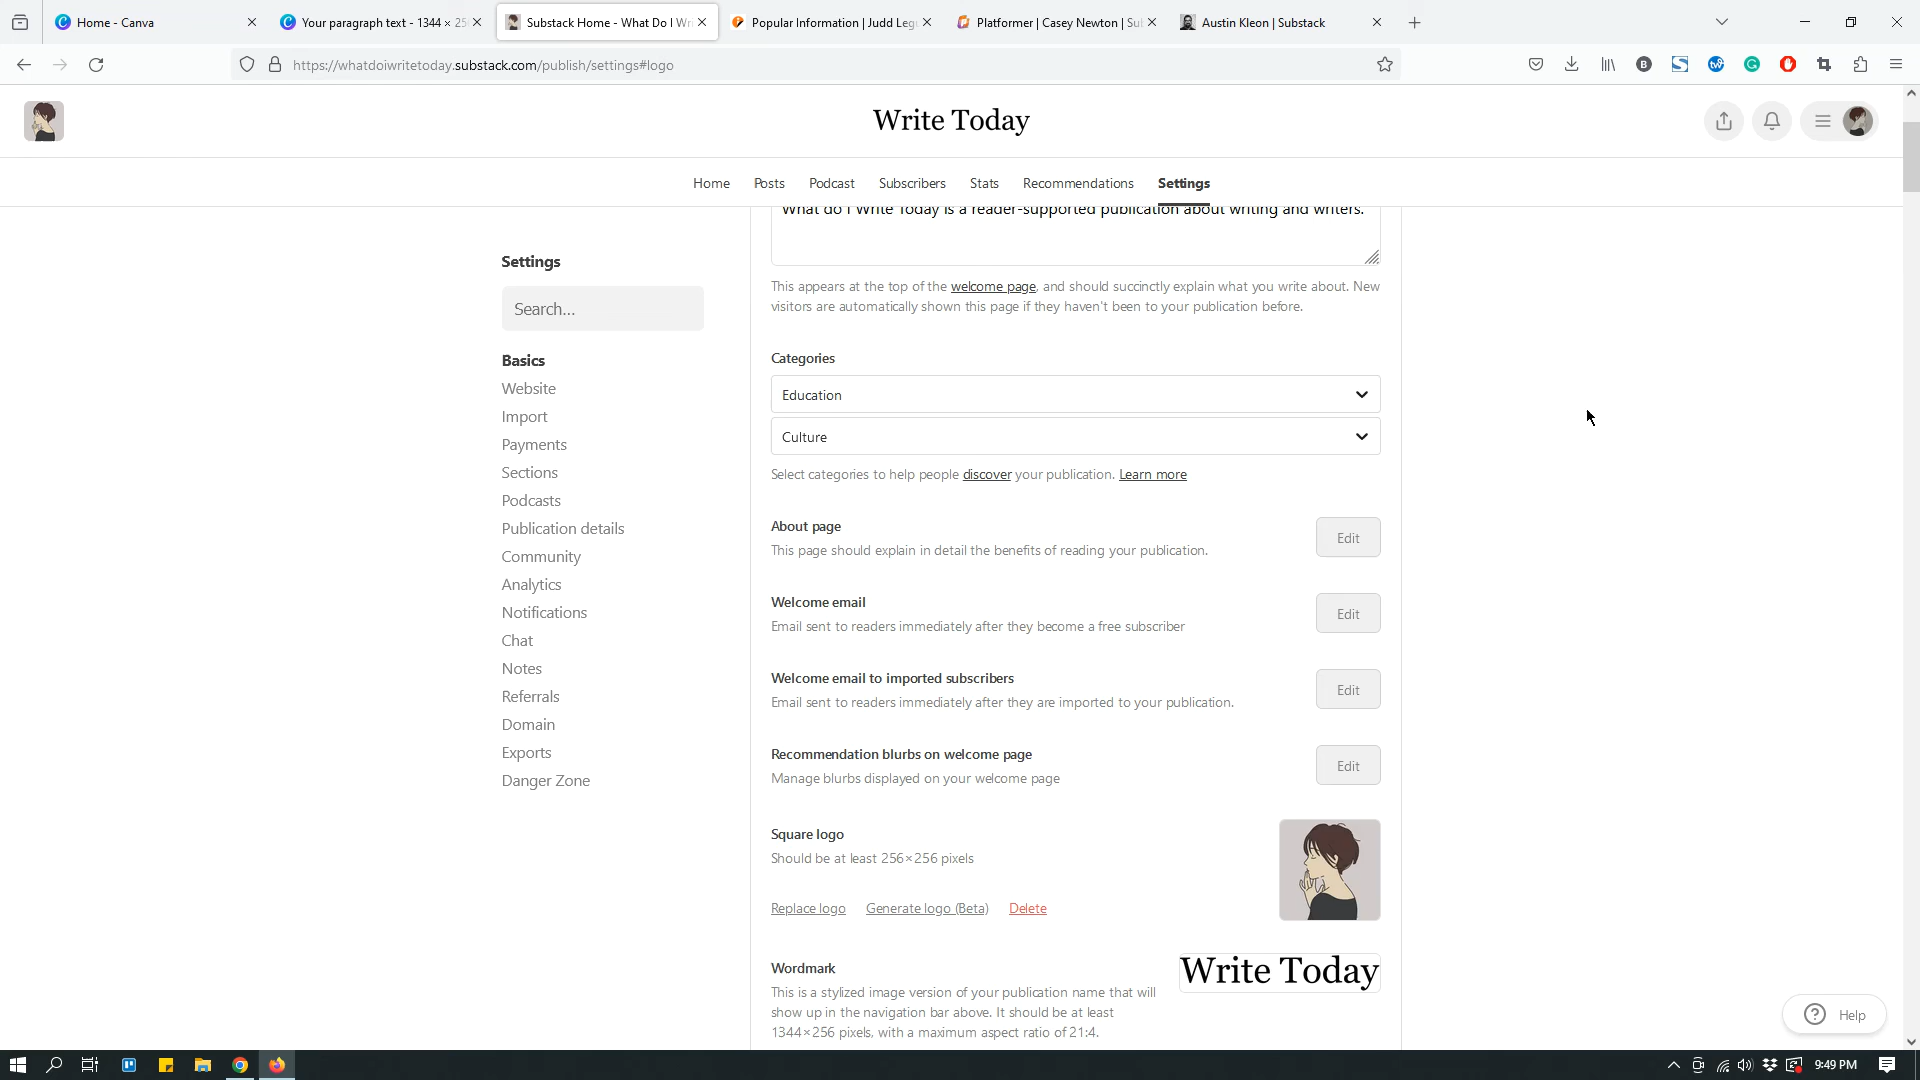 Home - Canva
Your paragraph text - 1344 × 25
Substack Home - What Do I Wri
Popular Information | Judd Leg
Platformer | Casey Newton | Su
Austin Kleon | Substack
https://whatdoiwritetoday.substack.com/publish/settings#logo
Write Today
Home
Posts
Podcast
Subscribers
Stats
Recommendations
Settings
What do I Write Today is a reader-supported publication about writing and writers.
Settings
Search...
Basics
Website
Import
Payments
Sections
Podcasts
Publication details
Community
Analytics
Notifications
Chat
Notes
Referrals
Domain
Exports
Danger Zone
This appears at the top of the welcome page, and should succinctly explain what you write about. New
visitors are automatically shown this page if they haven't been to your publication before.
Categories
Education
Culture
Select categories to help people discover your publication. Learn more
About page
This page should explain in detail the benefits of reading your publication.
Edit
Welcome email
Email sent to readers immediately after they become a free subscriber
Edit
Welcome email to imported subscribers
Email sent to readers immediately after they are imported to your publication.
Edit
Recommendation blurbs on welcome page
Manage blurbs displayed on your welcome page
Edit
Square logo
Should be at least 256×256 pixels
Replace logo
Generate logo (Beta)
Delete
Wordmark
This is a stylized image version of your publication name that will
show up in the navigation bar above. It should be at least
1344×256 pixels, with a maximum aspect ratio of 21:4.
Write Today
Help
9:49 PM